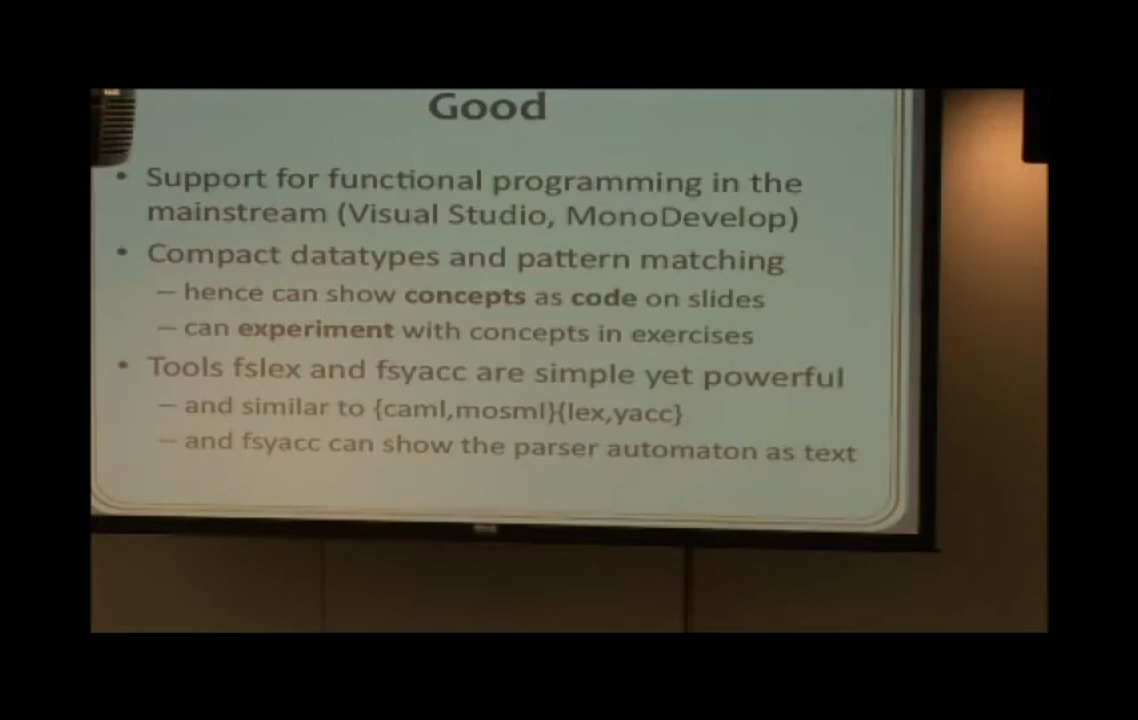 Good
• Support for functional programming in the
mainstream (Visual Studio, MonoDevelop)
• Compact datatypes and pattern matching
– hence can show concepts as code on slides
– can experiment with concepts in exercises
• Tools fslex and fsyacc are simple yet powerful
– and similar to {caml,mosml}{lex,yacc}
– and fsyacc can show the parser automaton as text